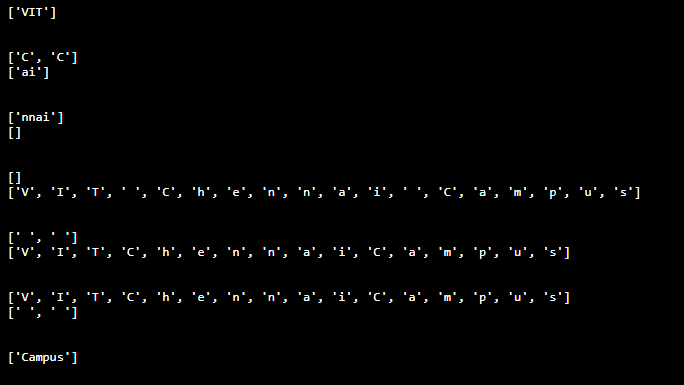 ['VIT']
['C', 'C']
['ai']
['nnai']
[]
[]
['V', 'I', 'T', ' ', 'C', 'h', 'e', 'n', 'n', 'a', 'i', ' ', 'C', 'a', 'm', 'p', 'u', 's']
[' ', ' ']
['V', 'I', 'T', 'C', 'h', 'e', 'n', 'n', 'a', 'i', 'C', 'a', 'm', 'p', 'u', 's']
['V', 'I', 'T', 'C', 'h', 'e', 'n', 'n', 'a', 'i', 'C', 'a', 'm', 'p', 'u', 's']
[' ', ' ']
['Campus']